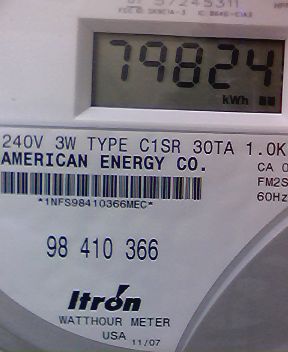 57245311
79824
kWh
240V 3W TYPE C1SR 30TA 1.0K
AMERICAN ENERGY CO.
CA 0
FM2S
60Hz
*1NFS98410366MEC*
98 410 366
Itron
WATTHOUR METER
USA 11/07